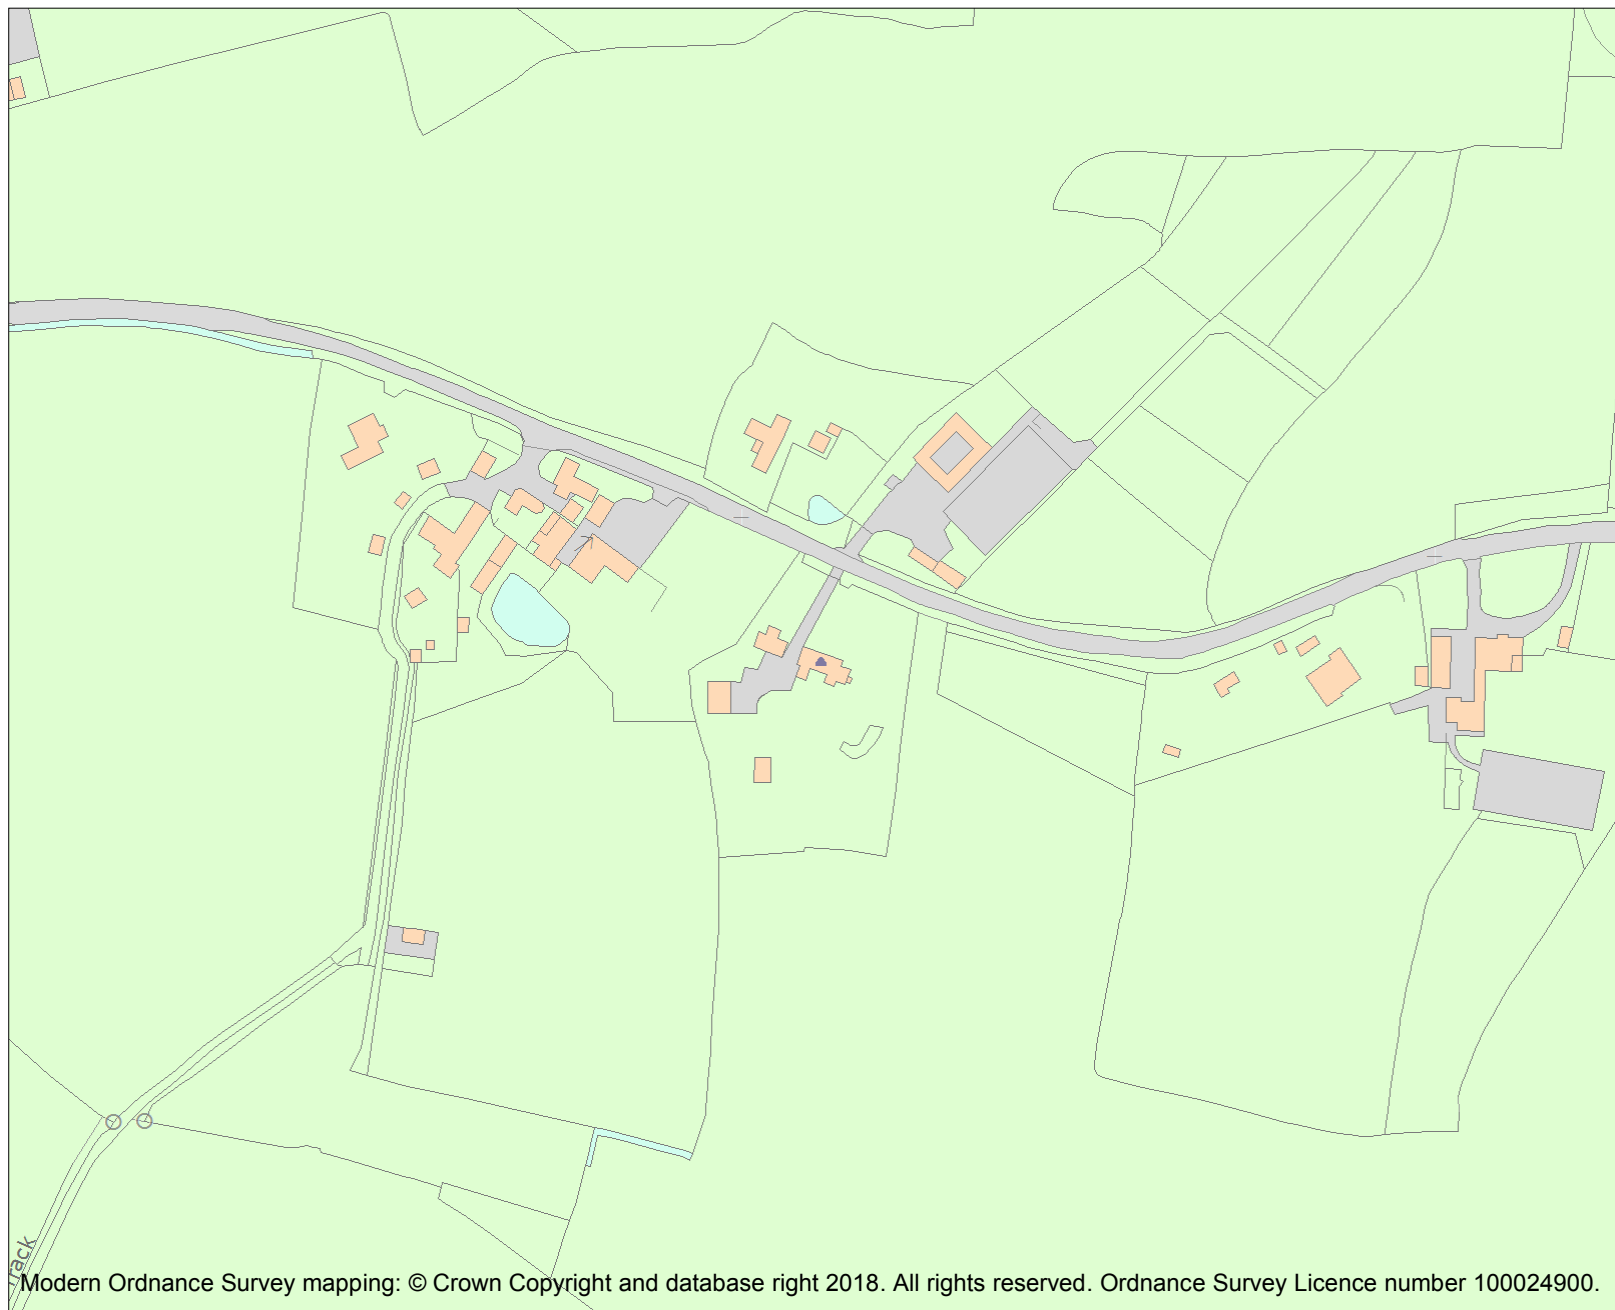 Modern Ordnance Survey mapping: © Crown Copyright and database right 2018. All rights reserved. Ordnance Survey Licence number 100024900.